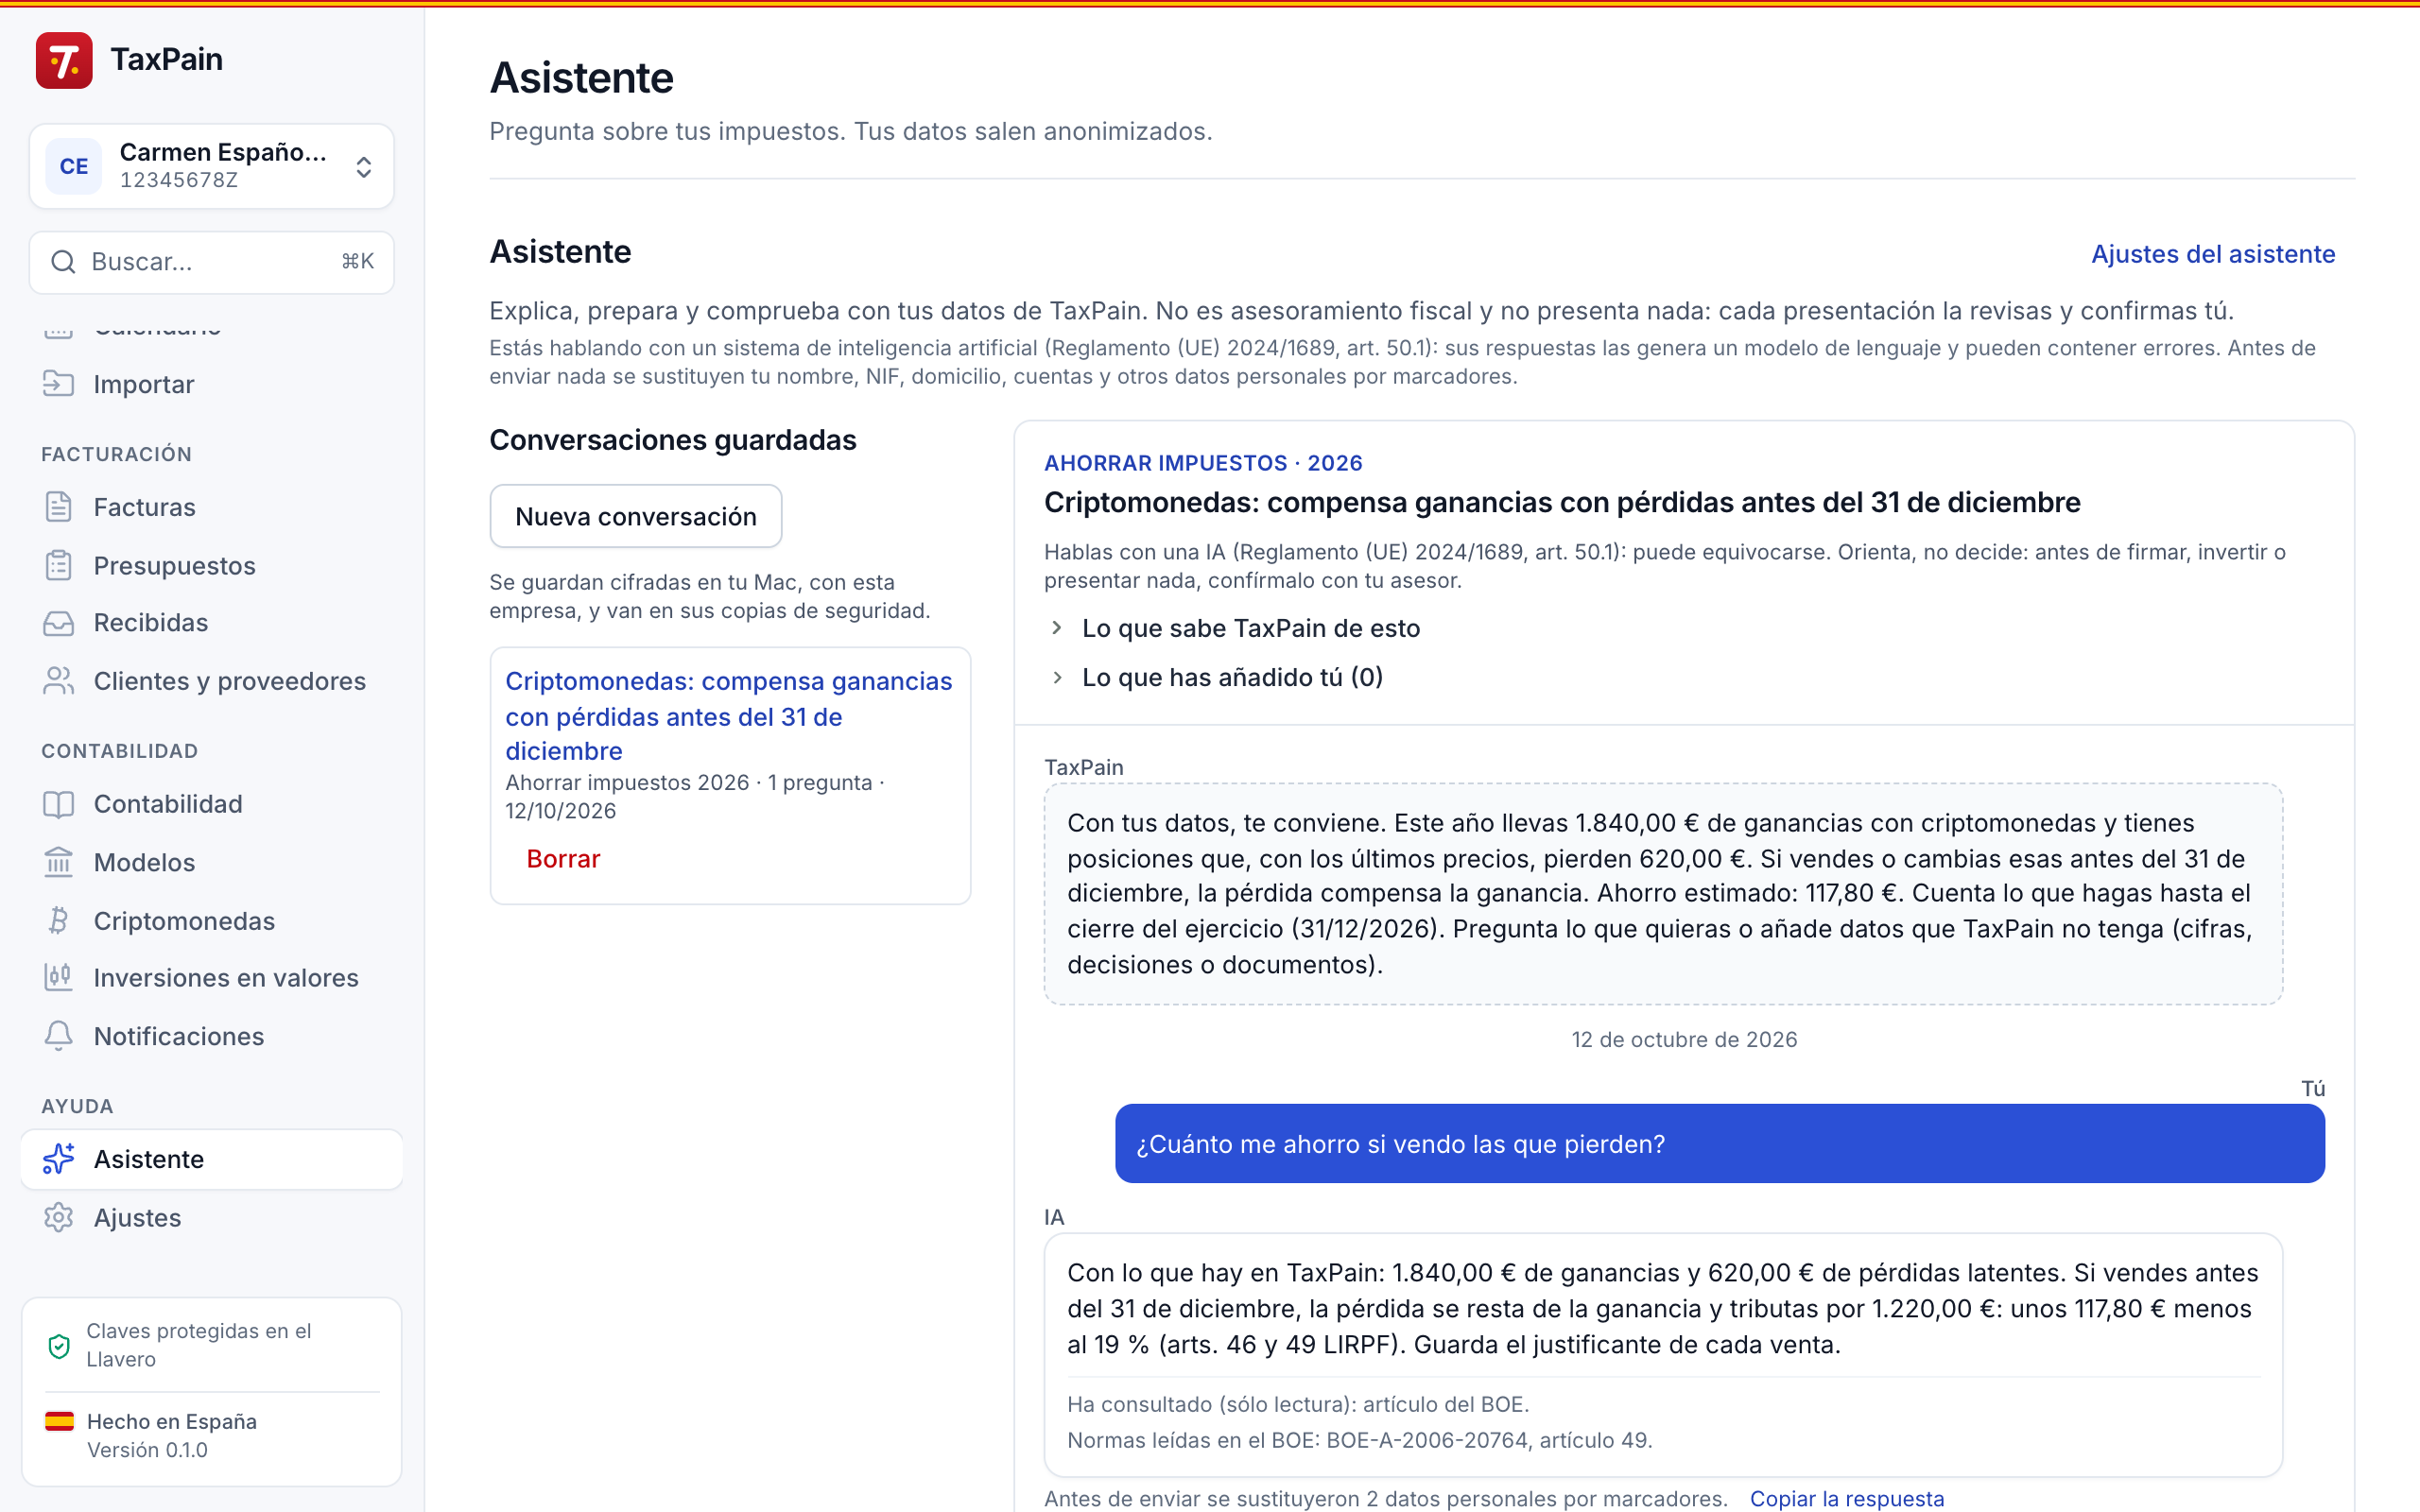 TaxPain
CE
Carmen Españo...
12345678Z
Buscar...
⌘K
Calendario
Importar
FACTURACIÓN
Facturas
Presupuestos
Recibidas
Clientes y proveedores
CONTABILIDAD
Contabilidad
Modelos
Criptomonedas
Inversiones en valores
Notificaciones
AYUDA
Asistente
Ajustes
Claves protegidas en el
Llavero
Hecho en España
Versión 0.1.0
Asistente
Pregunta sobre tus impuestos. Tus datos salen anonimizados.
Asistente
Ajustes del asistente
Explica, prepara y comprueba con tus datos de TaxPain. No es asesoramiento fiscal y no presenta nada: cada presentación la revisas y confirmas tú.
Estás hablando con un sistema de inteligencia artificial (Reglamento (UE) 2024/1689, art. 50.1): sus respuestas las genera un modelo de lenguaje y pueden contener errores. Antes de
enviar nada se sustituyen tu nombre, NIF, domicilio, cuentas y otros datos personales por marcadores.
Conversaciones guardadas
Nueva conversación
Se guardan cifradas en tu Mac, con esta
empresa, y van en sus copias de seguridad.
Criptomonedas: compensa ganancias
con pérdidas antes del 31 de
diciembre
Ahorrar impuestos 2026 · 1 pregunta ·
12/10/2026
Borrar
AHORRAR IMPUESTOS · 2026
Criptomonedas: compensa ganancias con pérdidas antes del 31 de diciembre
Hablas con una IA (Reglamento (UE) 2024/1689, art. 50.1): puede equivocarse. Orienta, no decide: antes de firmar, invertir o
presentar nada, confírmalo con tu asesor.
Lo que sabe TaxPain de esto
Lo que has añadido tú (0)
TaxPain
Con tus datos, te conviene. Este año llevas 1.840,00 € de ganancias con criptomonedas y tienes
posiciones que, con los últimos precios, pierden 620,00 €. Si vendes o cambias esas antes del 31 de
diciembre, la pérdida compensa la ganancia. Ahorro estimado: 117,80 €. Cuenta lo que hagas hasta el
cierre del ejercicio (31/12/2026). Pregunta lo que quieras o añade datos que TaxPain no tenga (cifras,
decisiones o documentos).
12 de octubre de 2026
Tú
¿Cuánto me ahorro si vendo las que pierden?
IA
Con lo que hay en TaxPain: 1.840,00 € de ganancias y 620,00 € de pérdidas latentes. Si vendes antes
del 31 de diciembre, la pérdida se resta de la ganancia y tributas por 1.220,00 €: unos 117,80 € menos
al 19 % (arts. 46 y 49 LIRPF). Guarda el justificante de cada venta.
Ha consultado (sólo lectura): artículo del BOE.
Normas leídas en el BOE: BOE-A-2006-20764, artículo 49.
Antes de enviar se sustituyeron 2 datos personales por marcadores.
Copiar la respuesta